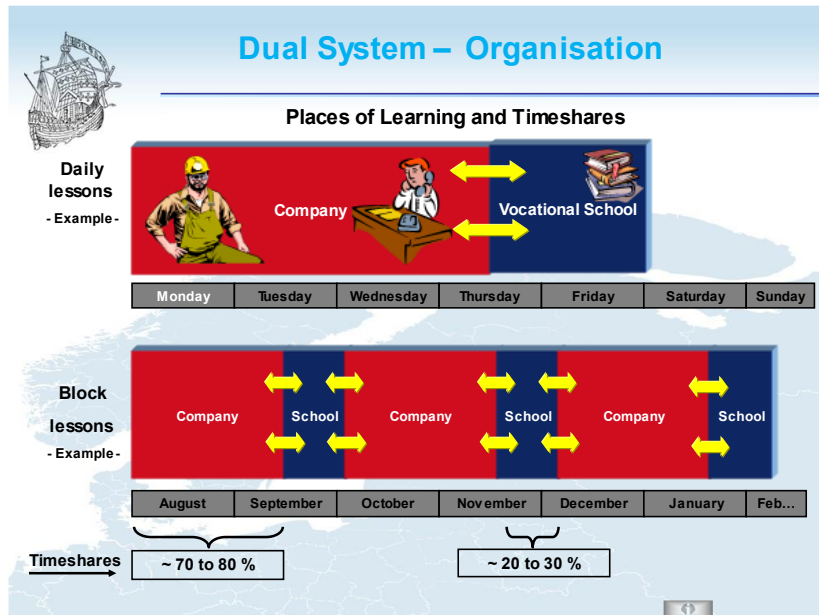 Dual System – Organisation
Places of Learning and Timeshares
Daily
lessons
- Example -
Company
Vocational School
Monday Tuesday Wednesday Thursday Friday Saturday Sunday
Block
lessons
- Example -
Company School Company School Company School
August September October November December January Feb...
Timeshares
~ 70 to 80 %
~ 20 to 30 %